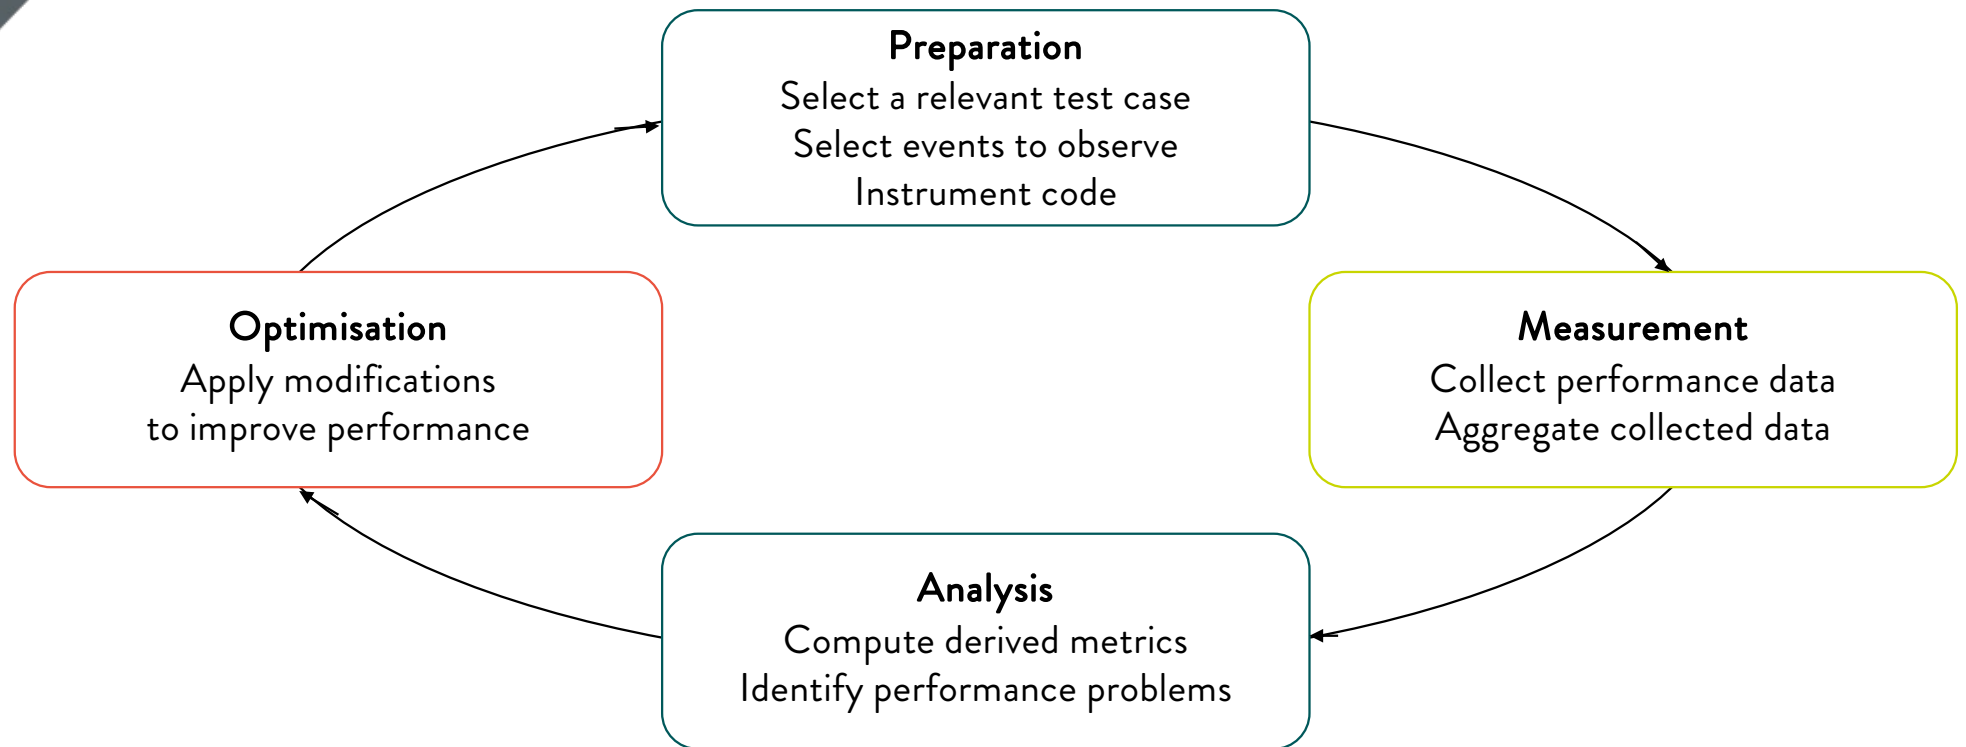 Preparation
Select a relevant test case
Select events to observe
Instrument code
Optimisation
Apply modifications
to improve performance
Measurement
Collect performance data
Aggregate collected data
Analysis
Compute derived metrics
Identify performance problems